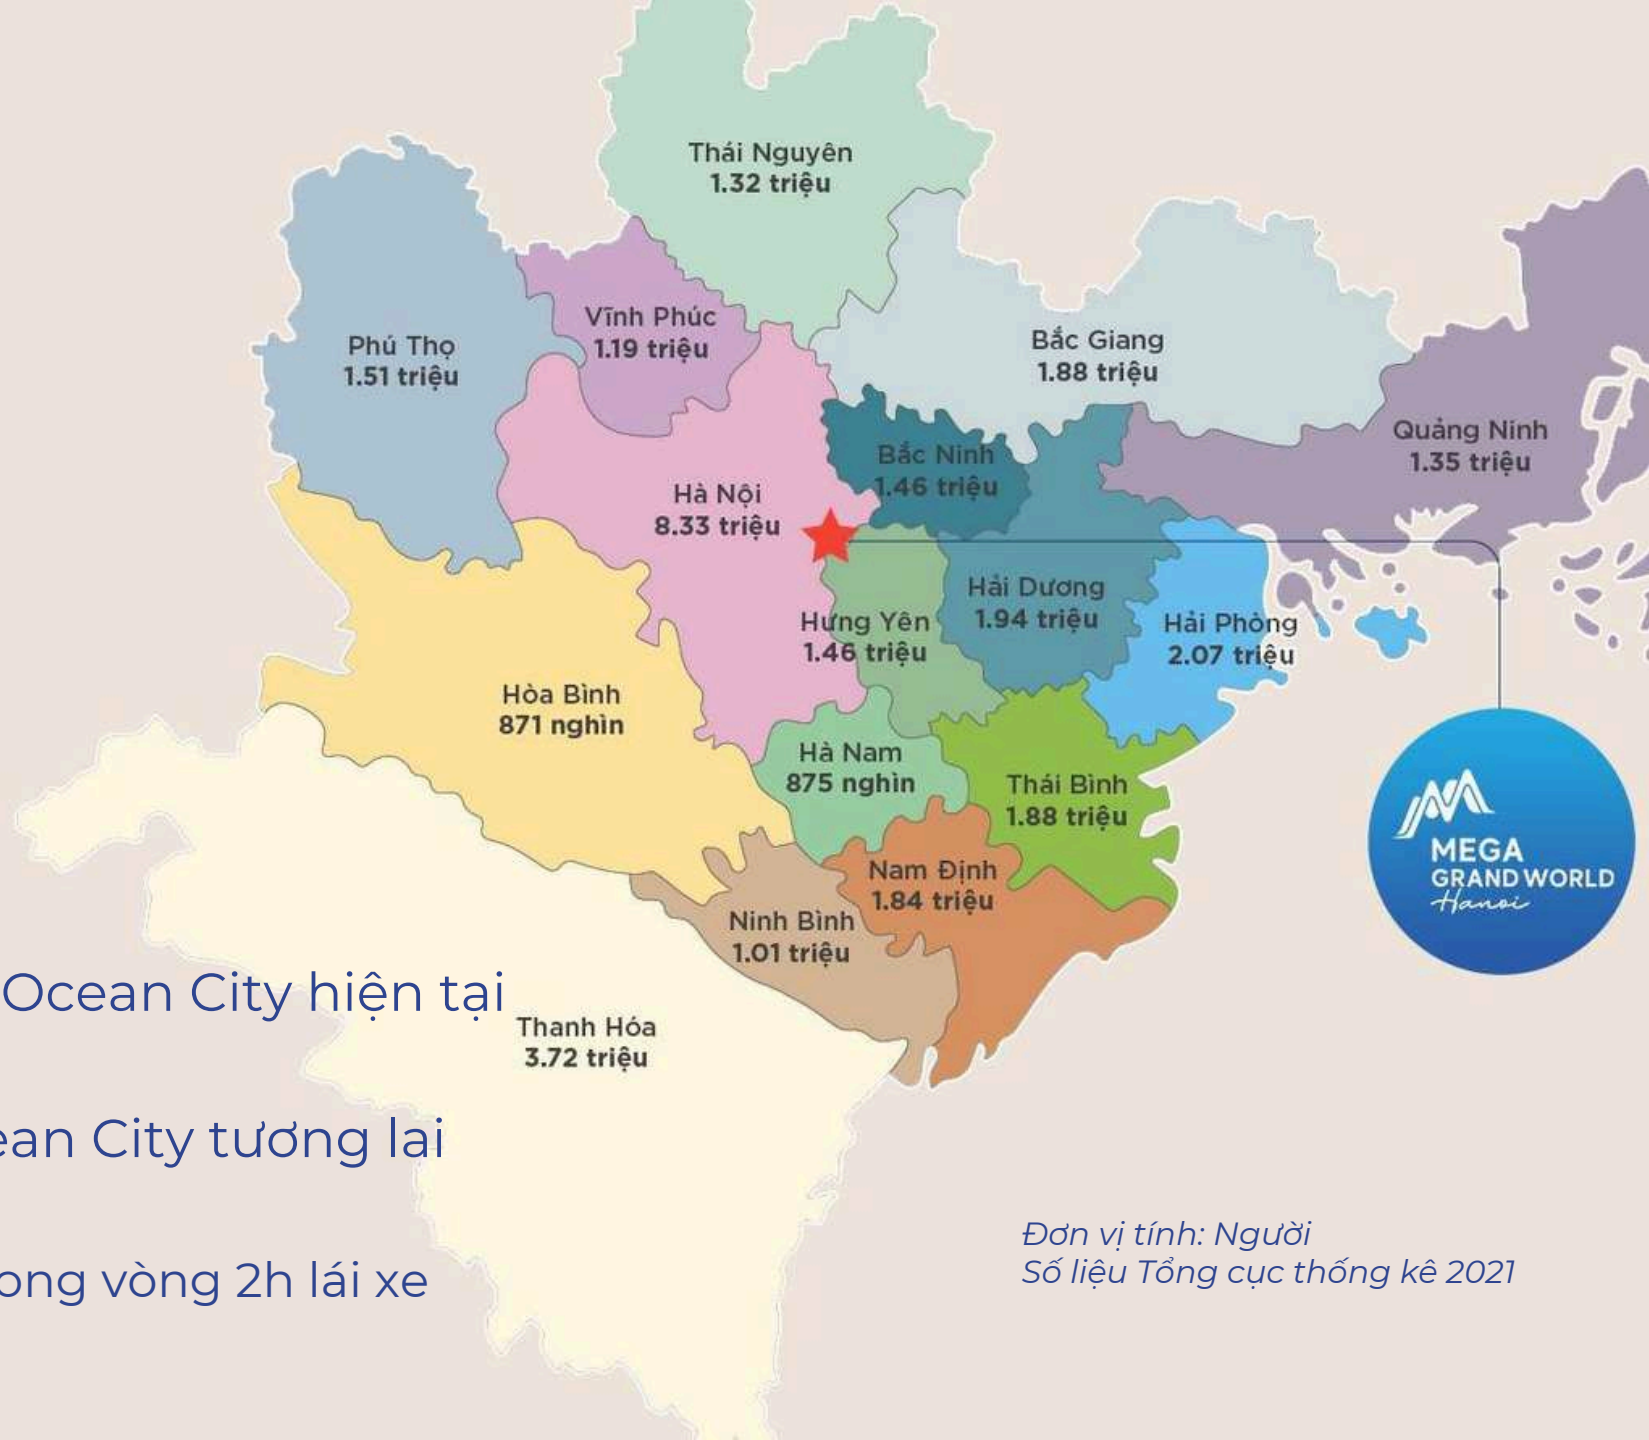 Thái Nguyên
1.32 triệu
Vĩnh Phúc
1.19 triệu
Phú Thọ
1.51 triệu
Bắc Giang
1.88 triệu
Quảng Ninh
1.35 triệu
Bắc Ninh
1.46 triệu
Hà Nội
8.33 triệu
Hải Dương
1.94 triệu
Hưng Yên
1.46 triệu
Hải Phòng
2.07 triệu
Hòa Bình
871 nghìn
Hà Nam
875 nghìn
Thái Bình
1.88 triệu
Nam Định
1.84 triệu
Ninh Bình
1.01 triệu
MEGA
GRAND WORLD
Hanoi
Ocean City hiện tại
Thanh Hóa
3.72 triệu
City tương lai
vòng 2h lái xe
Đơn vị tính: Người
Số liệu Tổng cục thống kê 2021